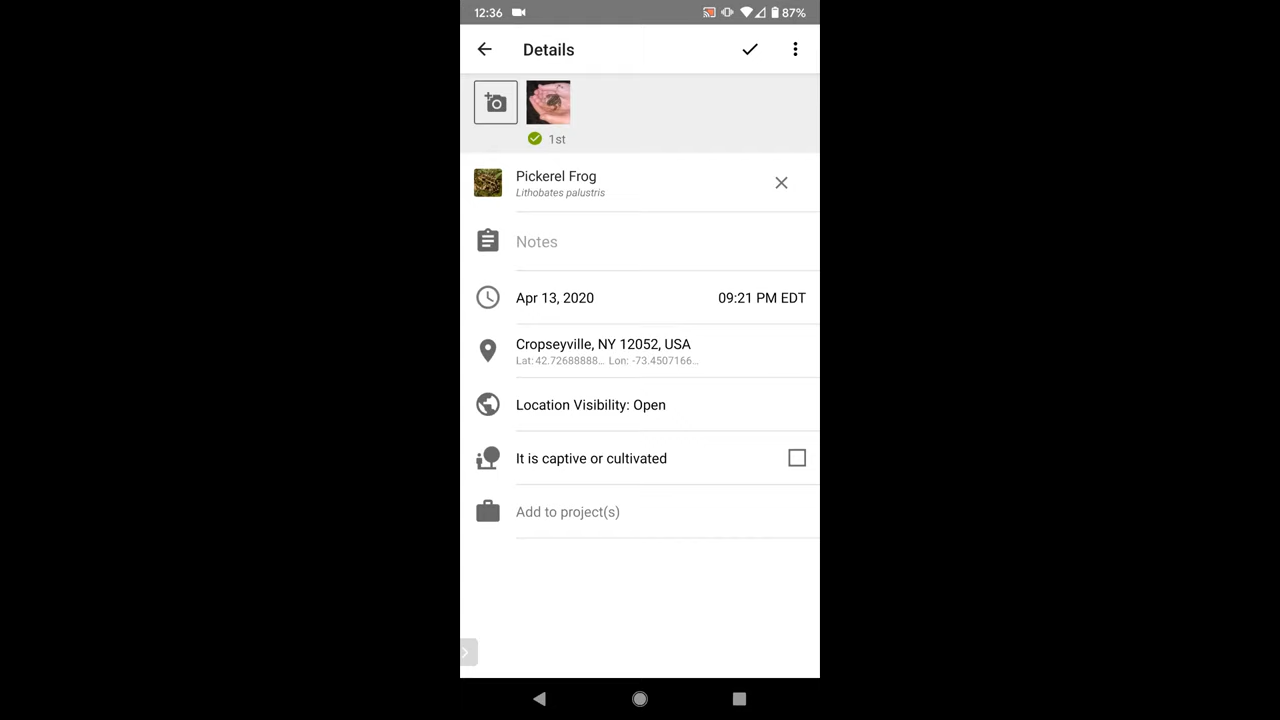 12:36 87%
Details
1st
Pickerel Frog
Lithobates palustris
Notes
Apr 13, 2020 09:21 PM EDT
Cropseyville, NY 12052, USA
Lat: 42.72688888... Lon: -73.4507166...
Location Visibility: Open
It is captive or cultivated
Add to project(s)